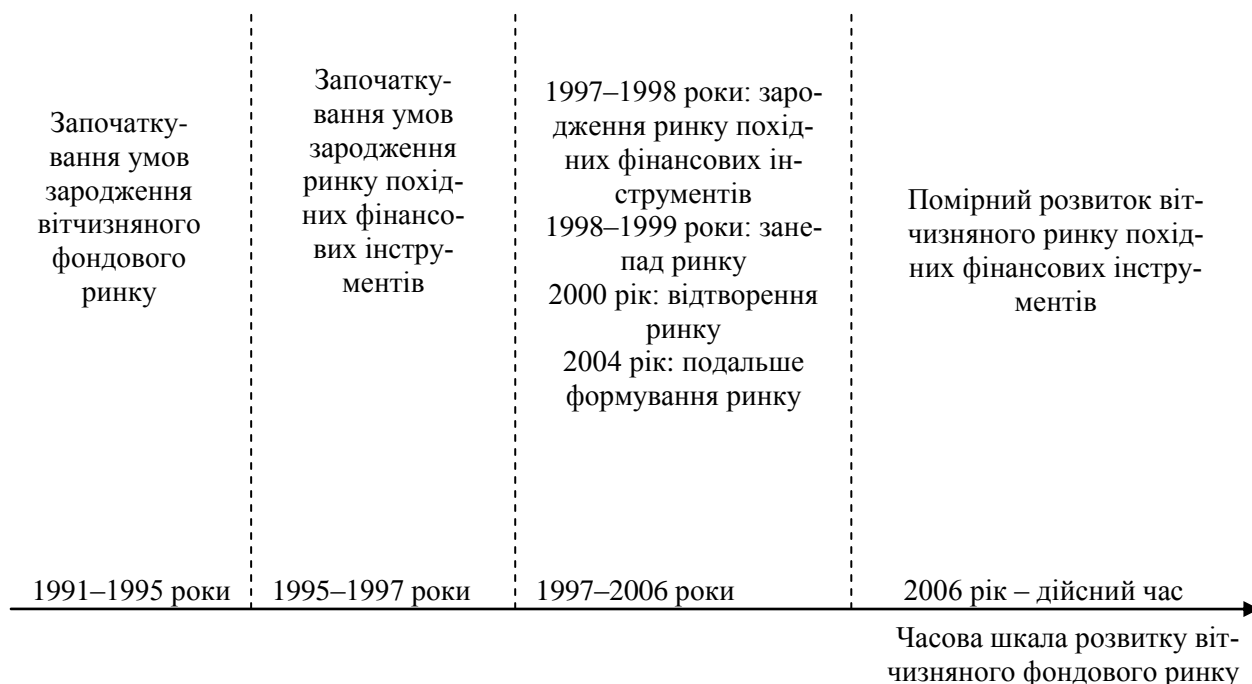 Започатку-
вання умов
зародження
вітчизняного
фондового
ринку
Започатку-
вання умов
зародження
ринку похід-
них фінансо-
вих інстру-
ментів
1997–1998 роки: заро-
дження ринку похід-
них фінансових ін-
струментів
1998–1999 роки: зане-
пад ринку
2000 рік: відтворення
ринку
2004 рік: подальше
формування ринку
Помірний розвиток віт-
чизняного ринку похід-
них фінансових інстру-
ментів
1991–1995 роки
1995–1997 роки
1997–2006 роки
2006 рік – дійсний час
Часова шкала розвитку віт-
чизняного фондового ринку